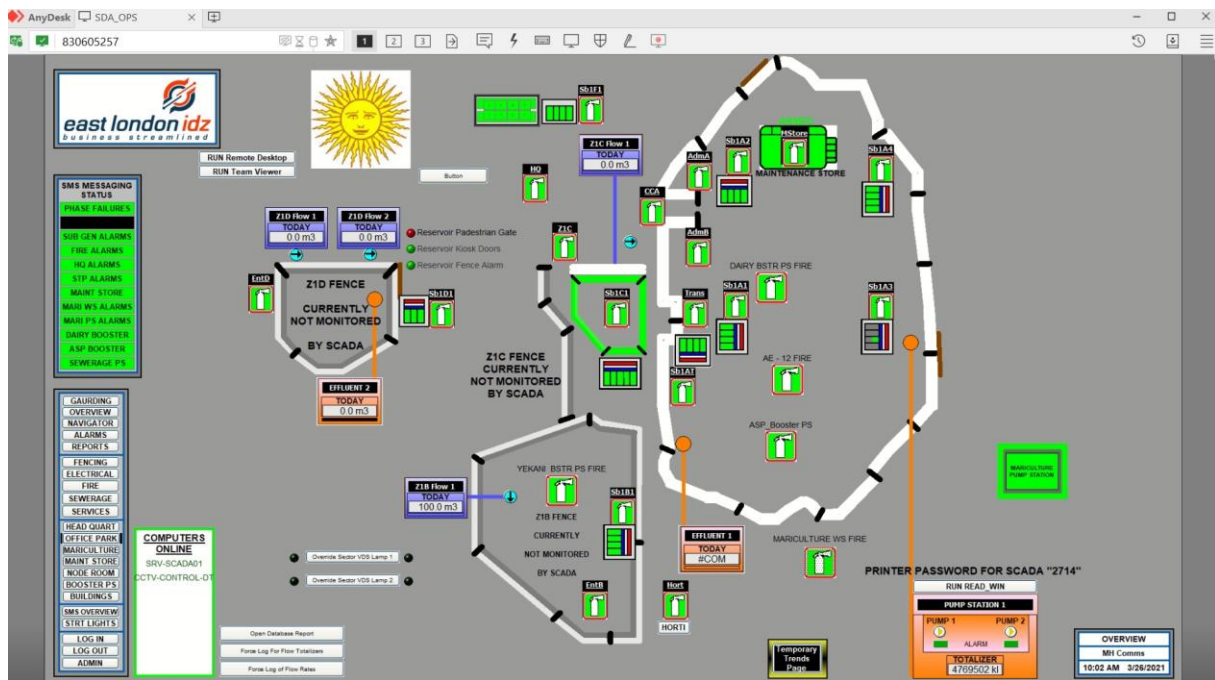 AnyDesk
SDA_OPS
830605257
1
2
3
east london idz
business streamlined
RUN Remote Desktop
RUN Team Viewer
Button
SMS MESSAGING
STATUS
PHASE FAILURES
SUB GEN ALARMS
FIRE ALARMS
HQ ALARMS
STP ALARMS
MAINT STORE
MARI WS ALARMS
MARI PS ALARMS
DAIRY BOOSTER
ASP BOOSTER
SEWERAGE PS
GAURDING
OVERVIEW
NAVIGATOR
ALARMS
REPORTS
FENCING
ELECTRICAL
FIRE
SEWERAGE
SERVICES
HEAD QUART
OFFICE PARK
MARICULTURE
MAINT STORE
NODE ROOM
BOOSTER PS
BUILDINGS
SMS OVERVIEW
STRT LIGHTS
LOG IN
LOG OUT
ADMIN
COMPUTERS
ONLINE
SRV-SCADA01
CCTV-CONTROL-DT
Z1D Flow 1
TODAY
0.0 m3
Z1D Flow 2
TODAY
0.0 m3
Reservoir Padestrian Gate
Reservoir Kiosk Doors
Reservoir Fence Alarm
EntD
Z1D FENCE
CURRENTLY
NOT MONITORED
BY SCADA
Sb1D1
EFFLUENT 2
TODAY
0.0 m3
Sb1F1
HQ
Z1C Flow 1
TODAY
0.0 m3
Z1C
CCA
Sb1C1
Z1C FENCE
CURRENTLY
NOT MONITORED
BY SCADA
AdmA
Sb1A2
MStore
MAINTENANCE STORE
Sb1A4
AdmB
DAIRY BSTR PS FIRE
Trans
Sb1A1
Sb1A3
Sb1AT
AE - 12 FIRE
ASP_Booster PS
Z1B Flow 1
TODAY
100.0 m3
YEKANI_BSTR PS FIRE
Sb1B1
Z1B FENCE
CURRENTLY
NOT MONITORED
BY SCADA
EntB
EFFLUENT 1
TODAY
#COM
Hort
HORTI
MARICULTURE WS FIRE
MARICULTURE
PUMP STATION
Override Sector VDS Lamp 1
Override Sector VDS Lamp 2
Open Database Report
Force Log For Flow Totalizers
Force Log of Flow Rates
Temporary
Trends
Page
PRINTER PASSWORD FOR SCADA "2714"
RUN READ_WIN
PUMP STATION 1
PUMP 1
PUMP 2
ALARM
TOTALIZER
4769502 kl
OVERVIEW
MH Comms
10:02 AM 3/26/2021